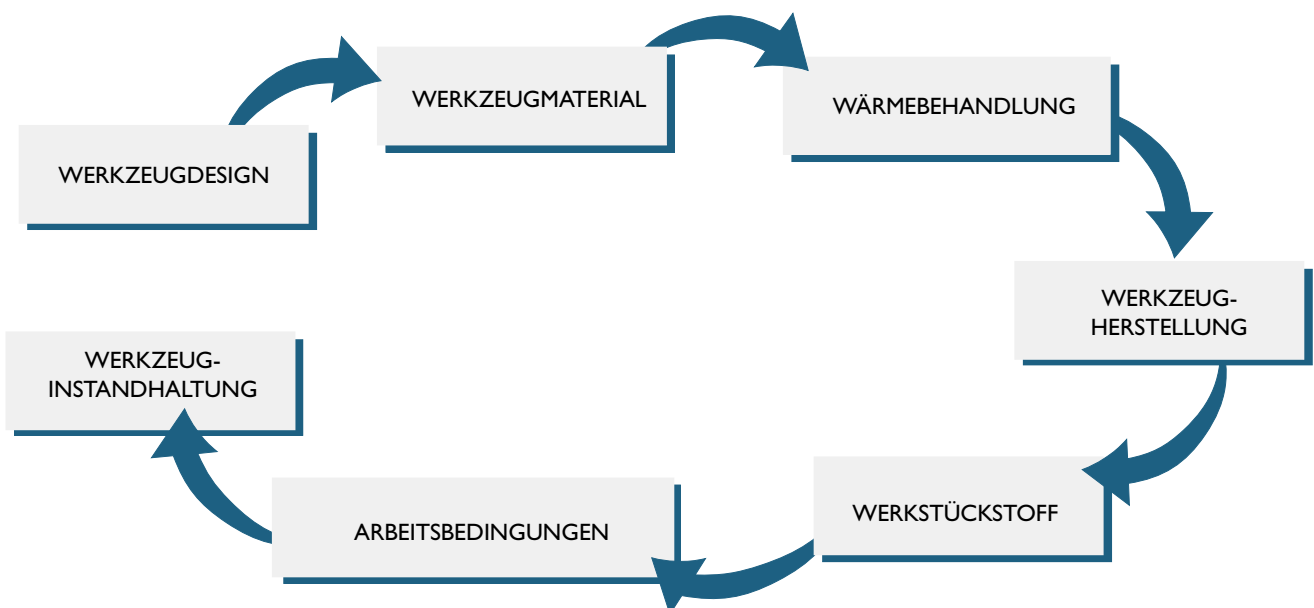 WERKZEUGDESIGN
WERKZEUGMATERIAL
WÄRMEBEHANDLUNG
WERKZEUG-
HERSTELLUNG
WERKSTÜCKSTOFF
ARBEITSBEDINGUNGEN
WERKZEUG-
INSTANDHALTUNG